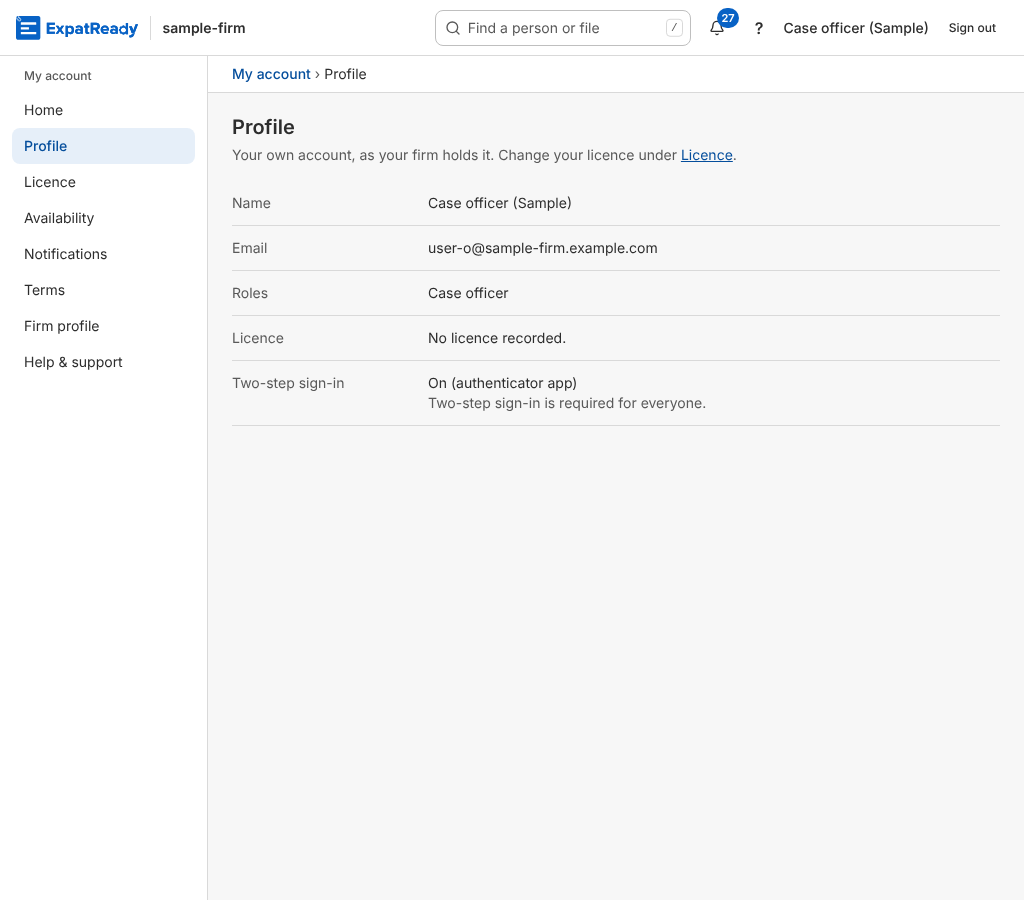 ExpatReady
sample-firm
Find a person or file
/
27
?
Case officer (Sample)
Sign out
My account
Home
Profile
Licence
Availability
Notifications
Terms
Firm profile
Help & support
My account › Profile
Profile
Your own account, as your firm holds it. Change your licence under Licence.
Name
Case officer (Sample)
Email
user-o@sample-firm.example.com
Roles
Case officer
Licence
No licence recorded.
Two-step sign-in
On (authenticator app)
Two-step sign-in is required for everyone.